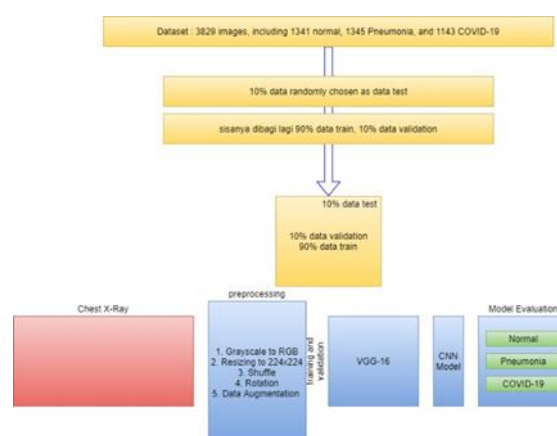 Dataset : 3829 images, including 1341 normal, 1345 Pneumonia, and 1143 COVID-19
10% data randomly chosen as data test
sisanya dibagi lagi 90% data train, 10% data validation
10% data test
10% data validation
90% data train
Chest X-Ray
preprocessing
1. Grayscale to RGB
2. Resizing to 224x224
3. Shuffle
4. Rotation
5. Data Augmentation
training and
validation
VGG-16
CNN
Model
Model Evaluation
Normal
Pneumonia
COVID-19